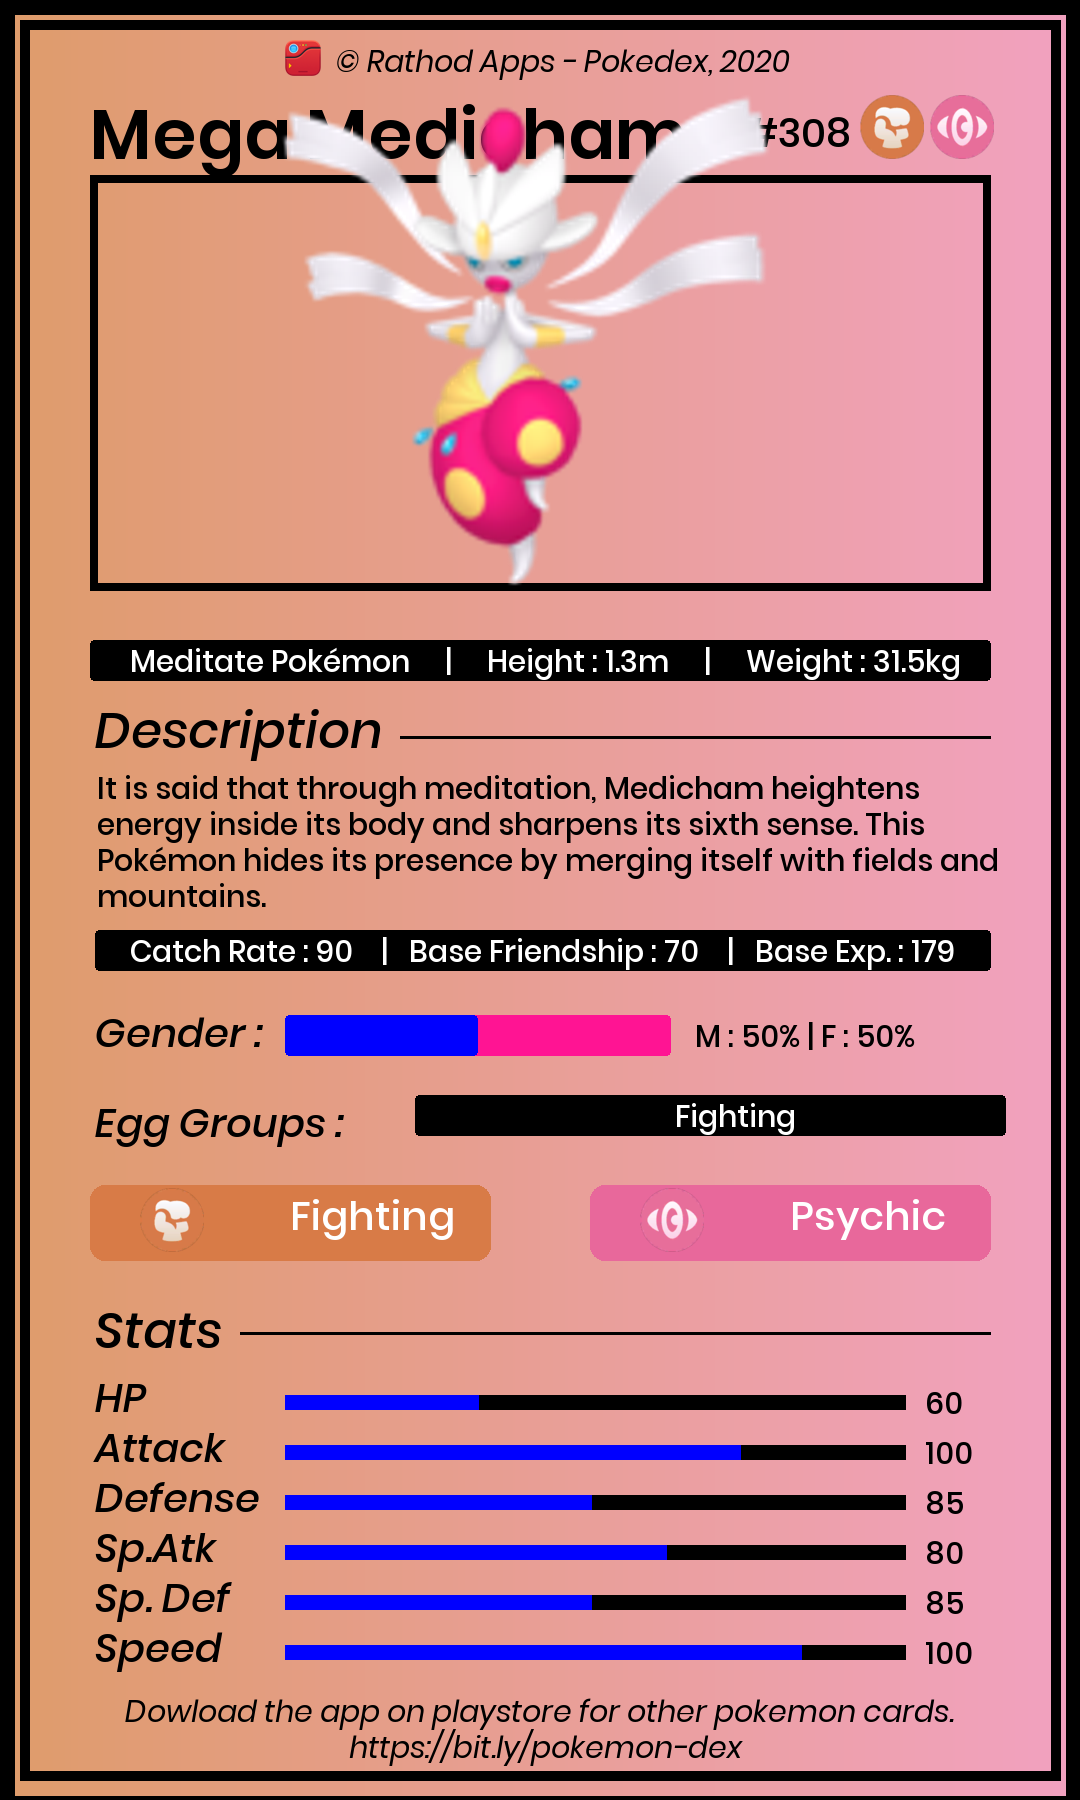 © Rathod Apps - Pokedex, 2020
Mega Medicham #308
Meditate Pokémon | Height : 1.3m | Weight : 31.5kg
Description
It is said that through meditation, Medicham heightens
energy inside its body and sharpens its sixth sense. This
Pokémon hides its presence by merging itself with fields and
mountains.
Catch Rate : 90 | Base Friendship : 70 | Base Exp. : 179
Gender : M : 50% | F : 50%
Egg Groups : Fighting
Fighting Psychic
Stats
HP 60
Attack 100
Defense 85
Sp.Atk 80
Sp. Def 85
Speed 100
Dowload the app on playstore for other pokemon cards.
https://bit.ly/pokemon-dex